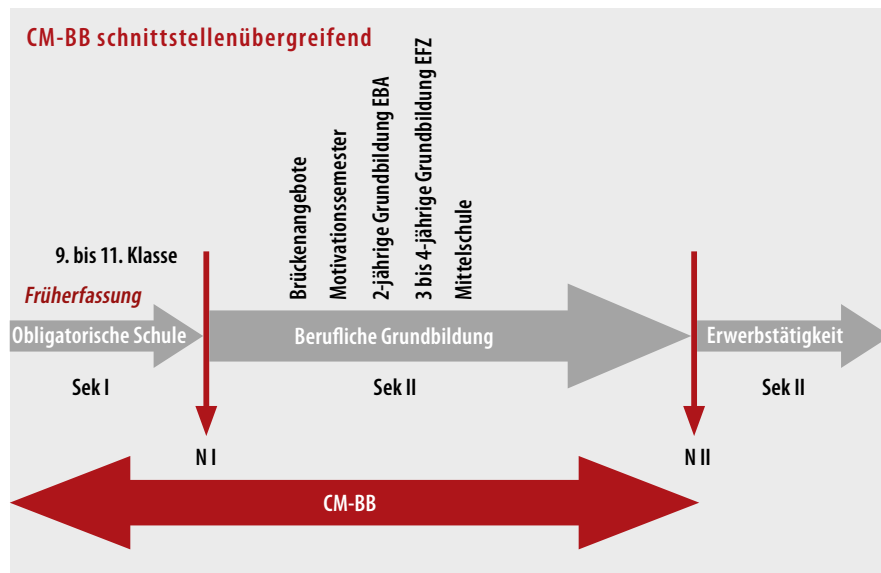 CM-BB schnittstellenübergreifend
Brückenangebote
Motivationssemester
2-jährige Grundbildung EBA
3 bis 4-jährige Grundbildung EFZ
Mittelschule
9. bis 11. Klasse
Früherfassung
Obligatorische Schule
Berufliche Grundbildung
Erwerbstätigkeit
Sek I
Sek II
Sek II
N I
N II
CM-BB